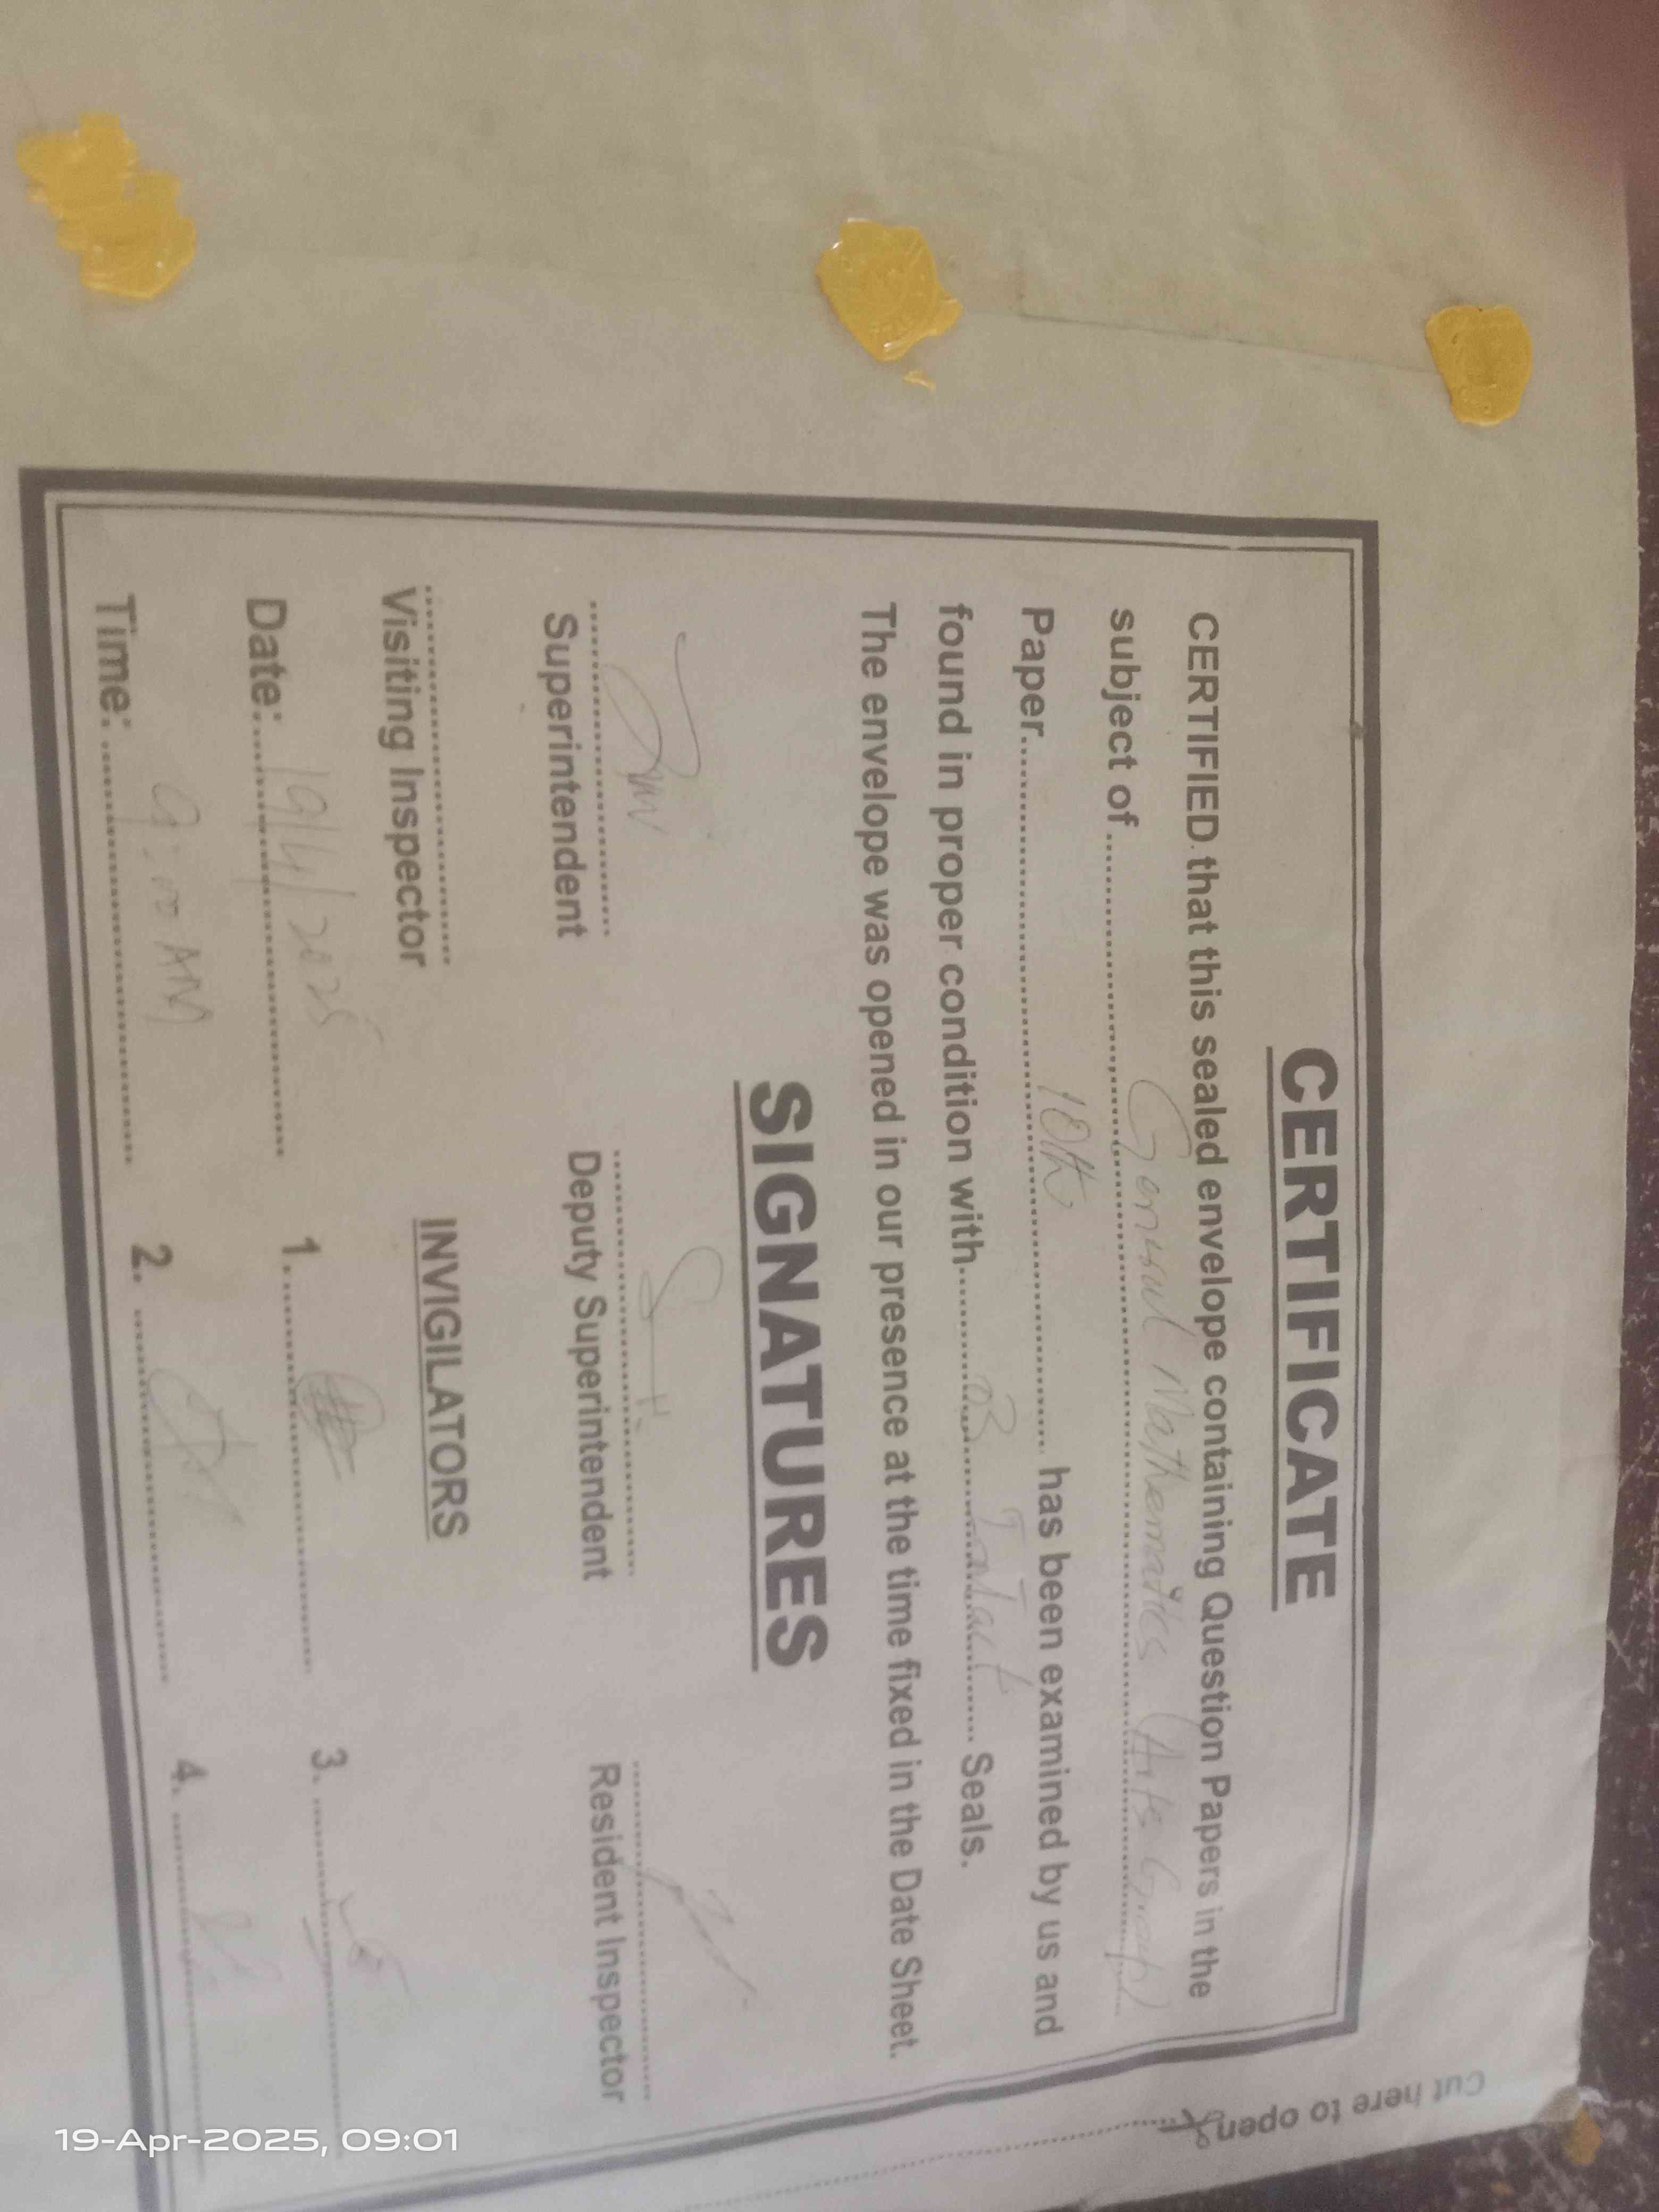 CERTIFICATE
CERTIFIED that this sealed envelope containing Question Papers in the
subject of General Mathematics (Arts Group)
Paper 10th has been examined by us and
found in proper condition with 03 Intact Seals.
The envelope was opened in our presence at the time fixed in the Date Sheet.
SIGNATURES
Superintendent Deputy Superintendent Resident Inspector
Visiting Inspector INVIGILATORS
Date: 19/4/2025 1. 3.
Time: 9:00 AM 2. 4.
Cut here to open
19-Apr-2025, 09:01